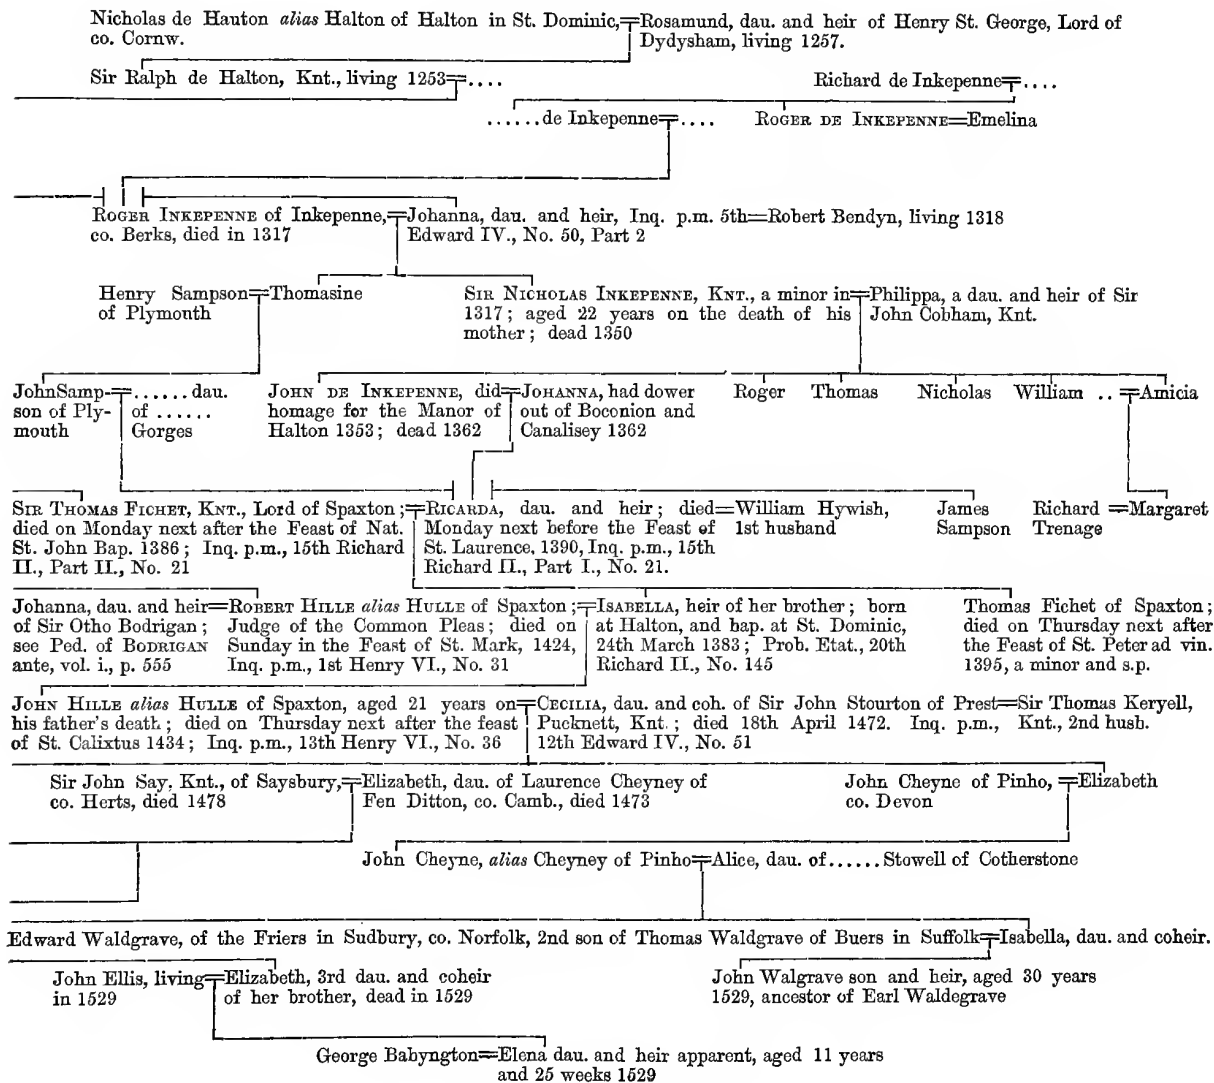 Nicholas de Hauton alias Halton of Halton in St. Dominic,
co. Cornw.
Rosamund, dau. and heir of Henry St. George, Lord of
Dydysham, living 1257.
Sir Ralph de Halton, Knt., living 1253 ....
Richard de Inkepenne ....
......de Inkepenne ....
ROGER DE INKEPENNE=Emelina
ROGER INKEPENNE of Inkepenne,
co. Berks, died in 1317
Johanna, dau. and heir, Inq. p.m. 5th
Edward IV., No. 50, Part 2
=Robert Bendyn, living 1318
Henry Sampson
of Plymouth
Thomasine
SIR NICHOLAS INKEPENNE, KNT., a minor in
1317; aged 22 years on the death of his
mother; dead 1350
Philippa, a dau. and heir of Sir
John Cobham, Knt.
John Samp-
son of Ply-
mouth
...... dau.
of ......
Gorges
JOHN DE INKEPENNE, did
homage for the Manor of
Halton 1353; dead 1362
JOHANNA, had dower
out of Boconion and
Canalisey 1362
Roger
Thomas
Nicholas
William
.. Amicia
SIR THOMAS FICHET, KNT., Lord of Spaxton;
died on Monday next after the Feast of Nat.
St. John Bap. 1386; Inq. p.m., 15th Richard
II., Part II., No. 21
RICARDA, dau. and heir; died
Monday next before the Feast of
St. Laurence, 1390, Inq. p.m., 15th
Richard II., Part I., No. 21.
=William Hywish,
1st husband
James
Sampson
Richard
Trenage
=Margaret
Johanna, dau. and heir
of Sir Otho Bodrigan;
see Ped. of BODRIGAN
ante, vol. i., p. 555
=ROBERT HILLE alias HULLE of Spaxton;
Judge of the Common Pleas; died on
Sunday in the Feast of St. Mark, 1424,
Inq. p.m., 1st Henry VI., No. 31
ISABELLA, heir of her brother; born
at Halton, and bap. at St. Dominic,
24th March 1383; Prob. Etat., 20th
Richard II., No. 145
Thomas Fichet of Spaxton;
died on Thursday next after
the Feast of St. Peter ad vin.
1395, a minor and s.p.
JOHN HILLE alias HULLE of Spaxton, aged 21 years on
his father's death; died on Thursday next after the feast
of St. Calixtus 1434; Inq. p.m., 13th Henry VI., No. 36
CECILIA, dau. and coh. of Sir John Stourton of Prest
Pucknett, Knt.; died 18th April 1472. Inq. p.m.,
12th Edward IV., No. 51
=Sir Thomas Keryell,
Knt., 2nd husb.
Sir John Say, Knt., of Saysbury,
co. Herts, died 1478
Elizabeth, dau. of Laurence Cheyney of
Fen Ditton, co. Camb., died 1473
John Cheyne of Pinho,
co. Devon
Elizabeth
John Cheyne, alias Cheyney of Pinho
Alice, dau. of......Stowell of Cotherstone
Edward Waldgrave, of the Friers in Sudbury, co. Norfolk, 2nd son of Thomas Waldgrave of Buers in Suffolk Isabella, dau. and coheir.
John Ellis, living
in 1529
Elizabeth, 3rd dau. and coheir
of her brother, dead in 1529
John Walgrave son and heir, aged 30 years
1529, ancestor of Earl Waldegrave
George Babyngton=Elena dau. and heir apparent, aged 11 years
and 25 weeks 1529